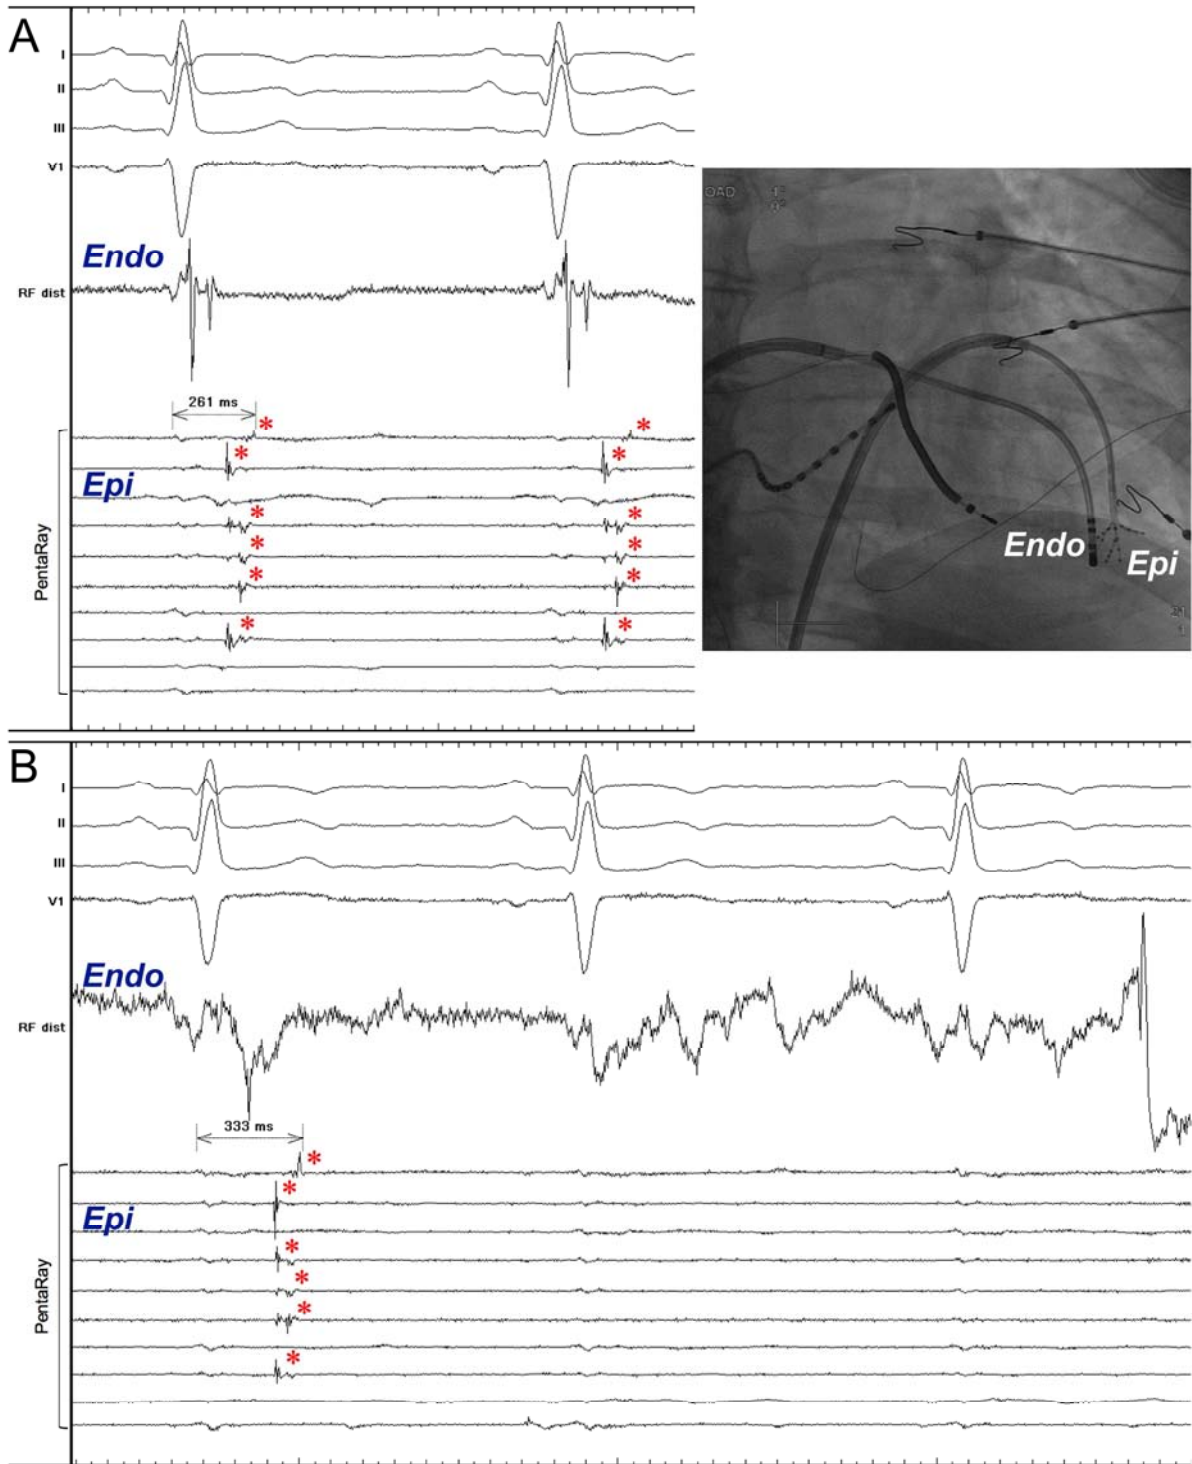 A
I
II
III
V1
Endo
RF dist
261 ms
*
*
*
*
*
*
*
*
*
*
*
*
Epi
PentaRay
Endo
Epi
B
I
II
III
V1
Endo
RF dist
333 ms
*
*
*
*
*
*
Epi
PentaRay